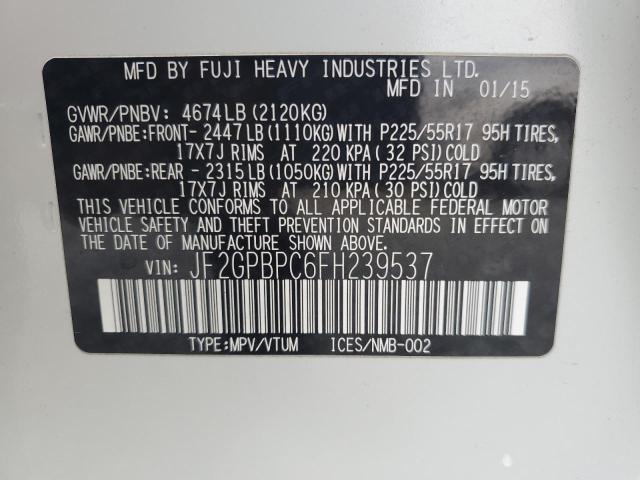 MFD BY FUJI HEAVY INDUSTRIES LTD.
MFD IN 01/15
GVWR/PNBV: 4674LB(2120KG)
GAWR/PNBE:FRONT- 2447LB(1110KG)WITH P225/55R17 95H TIRES,
17X7J RIMS AT 220 KPA( 32 PSI)COLD
GAWR/PNBE:REAR - 2315LB(1050KG)WITH P225/55R17 95H TIRES,
17X7J RIMS AT 210 KPA( 30 PSI)COLD
THIS VEHICLE CONFORMS TO ALL APPLICABLE FEDERAL MOTOR
VEHICLE SAFETY AND THEFT PREVENTION STANDARDS IN EFFECT ON
THE DATE OF MANUFACTURE SHOWN ABOVE.
VIN: JF2GPBPC6FH239537
TYPE:MPV/VTUM ICES/NMB-002